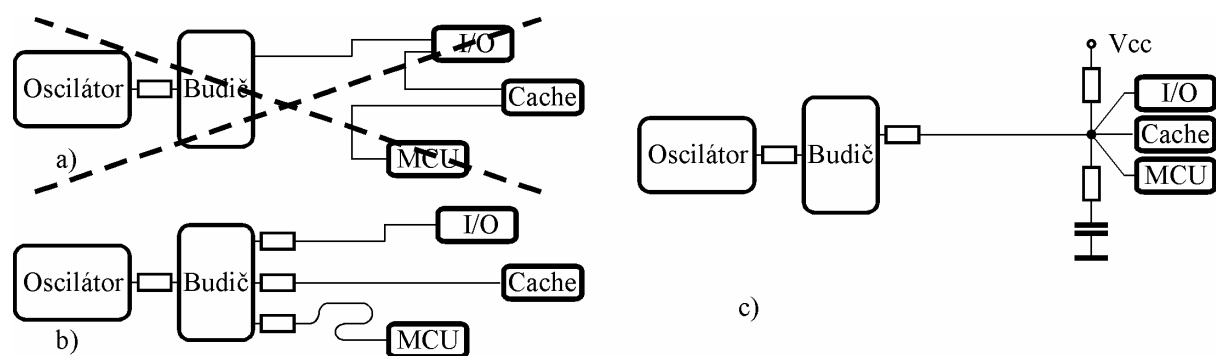 Oscilátor
Budič
I/O
Cache
MCU
a)
Oscilátor
Budič
I/O
Cache
MCU
b)
Vcc
Oscilátor
Budič
I/O
Cache
MCU
c)